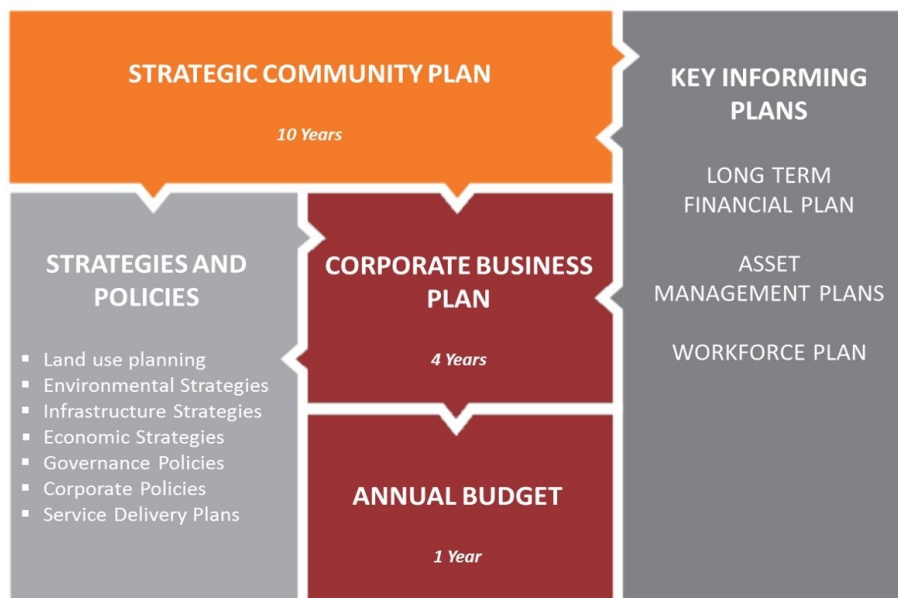 STRATEGIC COMMUNITY PLAN
10 Years
KEY INFORMING
PLANS
LONG TERM
FINANCIAL PLAN
ASSET
MANAGEMENT PLANS
WORKFORCE PLAN
STRATEGIES AND
POLICIES
▪ Land use planning
▪ Environmental Strategies
▪ Infrastructure Strategies
▪ Economic Strategies
▪ Governance Policies
▪ Corporate Policies
▪ Service Delivery Plans
CORPORATE BUSINESS
PLAN
4 Years
ANNUAL BUDGET
1 Year